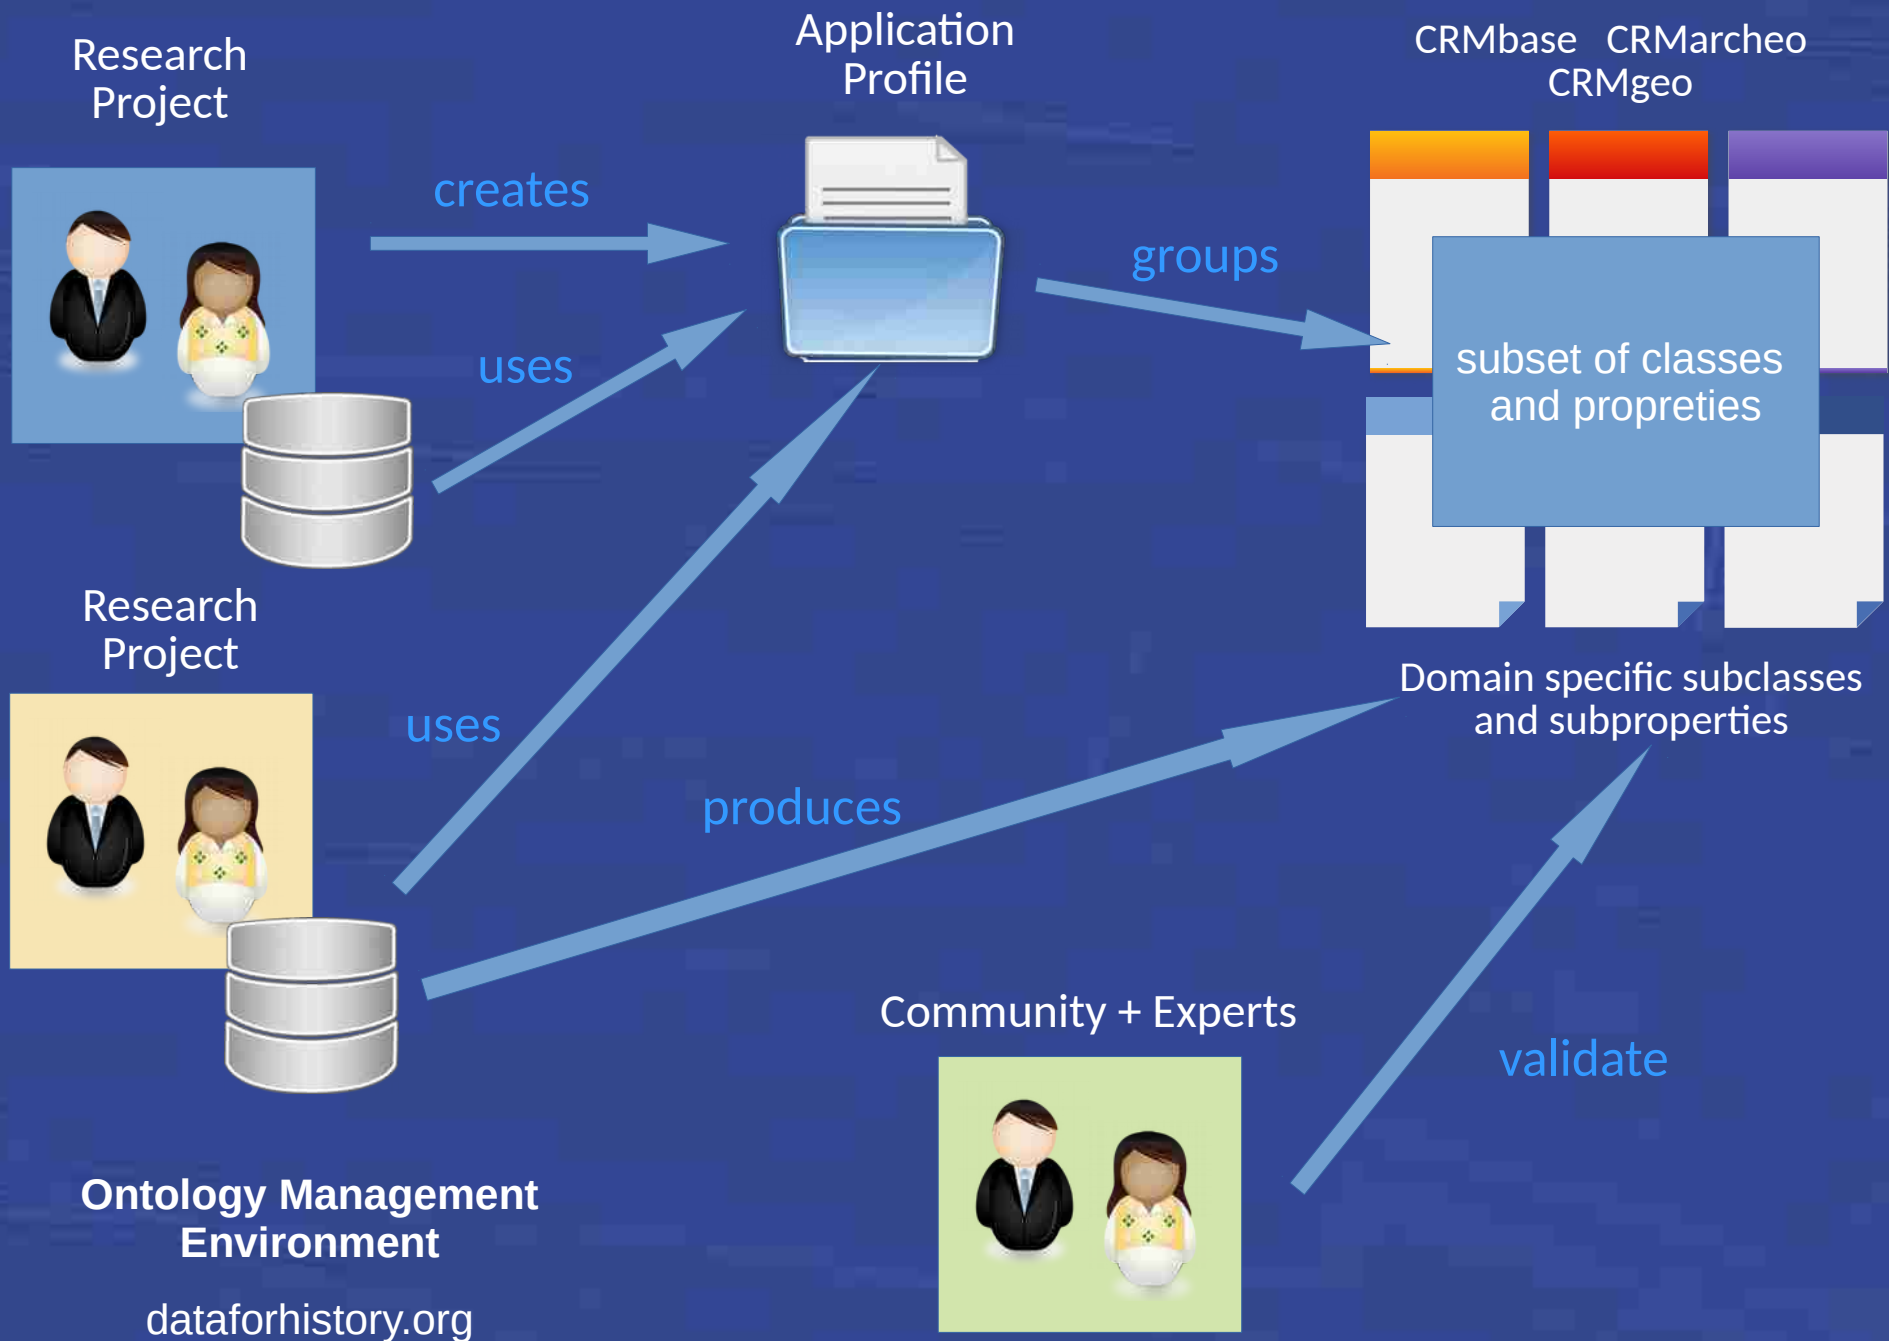 Research
Project
Application
Profile
CRMbase CRMarcheo
CRMgeo
creates
groups
uses
subset of classes
and propreties
Research
Project
Domain specific subclasses
and subproperties
uses
produces
Community + Experts
validate
Ontology Management
Environment
dataforhistory.org